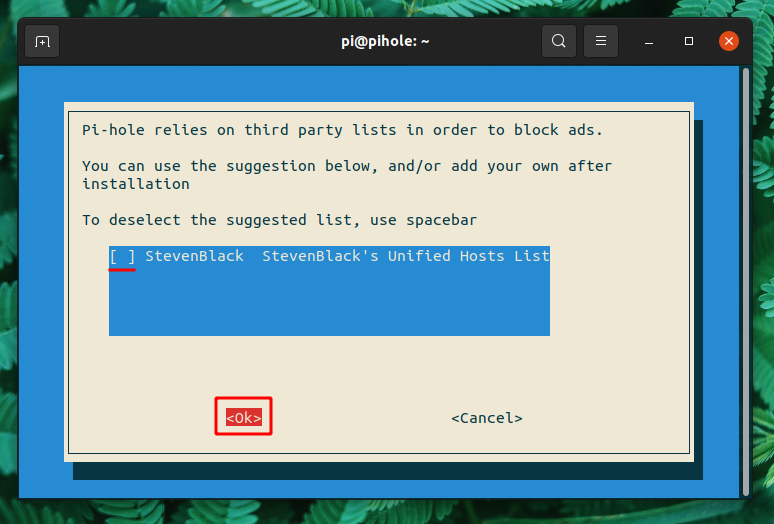 pi@pihole: ~
Pi-hole relies on third party lists in order to block ads.
You can use the suggestion below, and/or add your own after
installation
To deselect the suggested list, use spacebar
[ ] StevenBlack  StevenBlack's Unified Hosts List
<Ok> <Cancel>